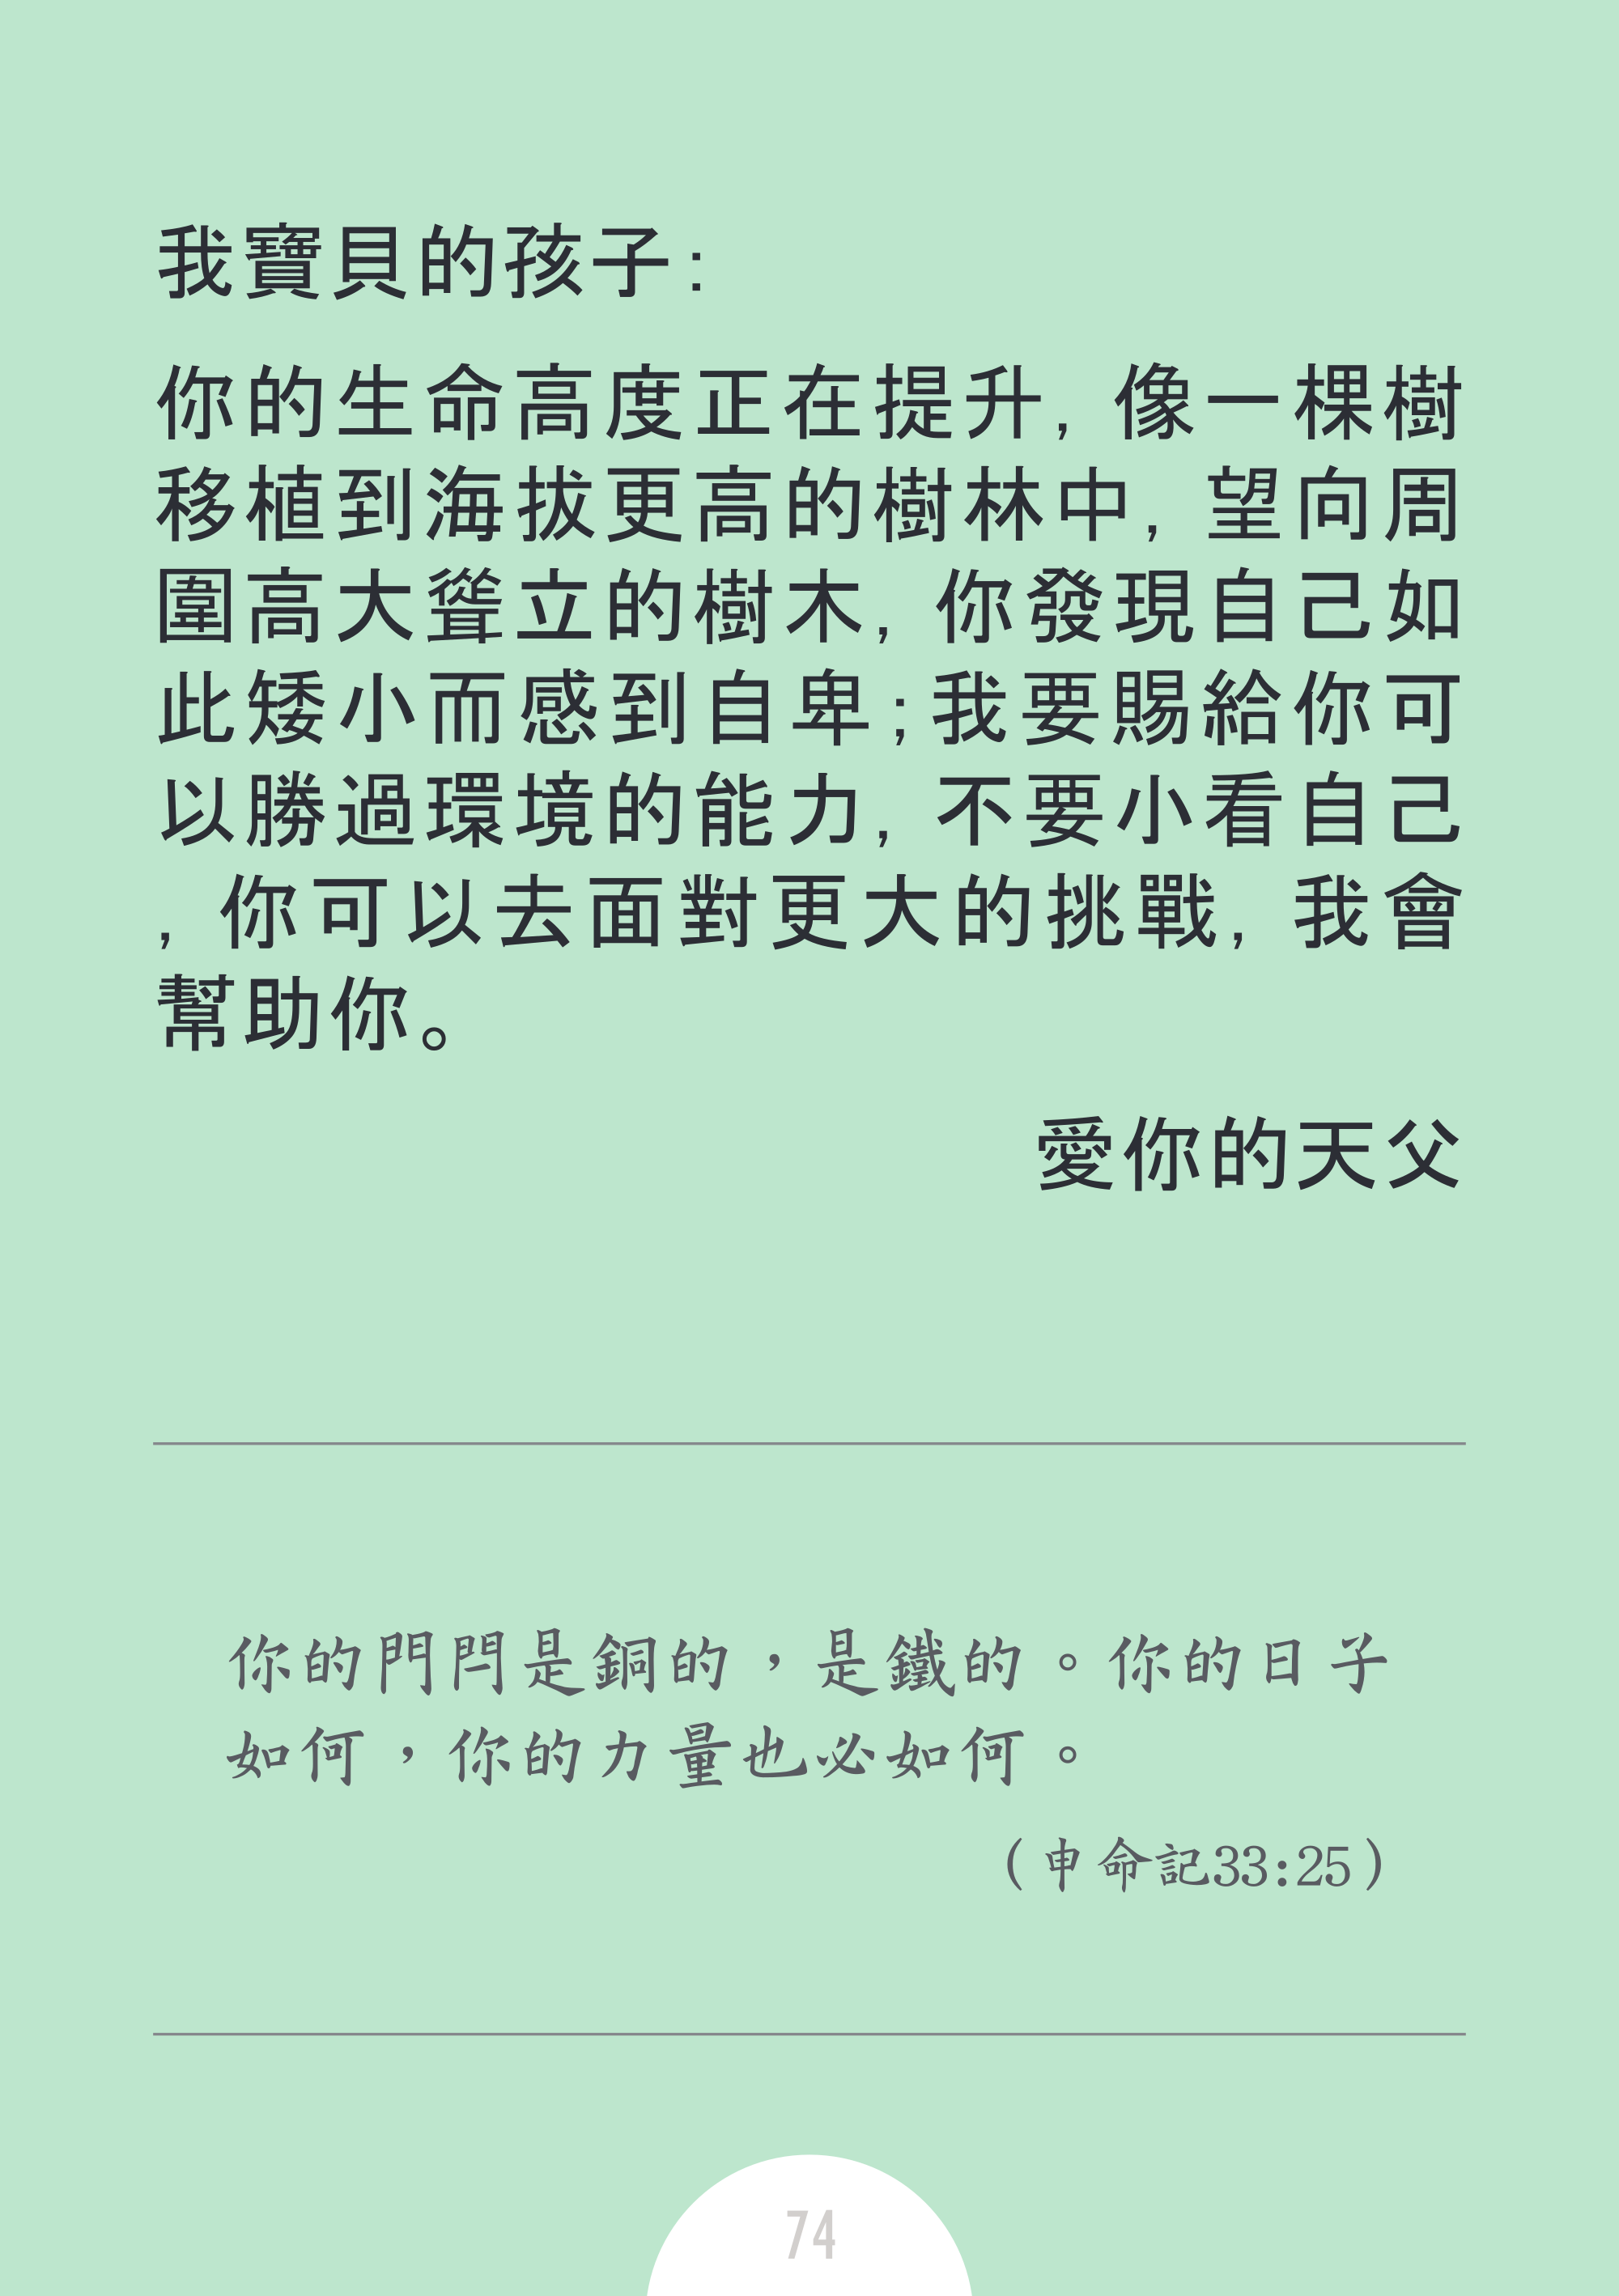 我寶貝的孩子：
你的生命高度正在提升，像一棵樹
移植到海拔更高的樹林中，望向周
圍高大聳立的樹木，你發現自己如
此矮小而感到自卑；我要賜給你可
以勝過環境的能力，不要小看自己
，你可以去面對更大的挑戰，我會
幫助你。
愛你的天父
你的門閂是銅的，是鐵的。你的日子
如何，你的力量也必如何。
（申命記33:25）
74